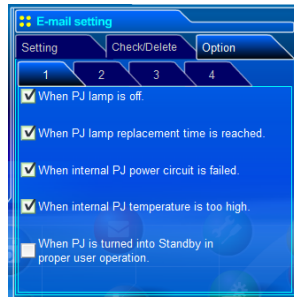 E-mail setting
Setting Check/Delete Option
1 2 3 4
When PJ lamp is off.
When PJ lamp replacement time is reached.
When internal PJ power circuit is failed.
When internal PJ temperature is too high.
When PJ is turned into Standby in
proper user operation.